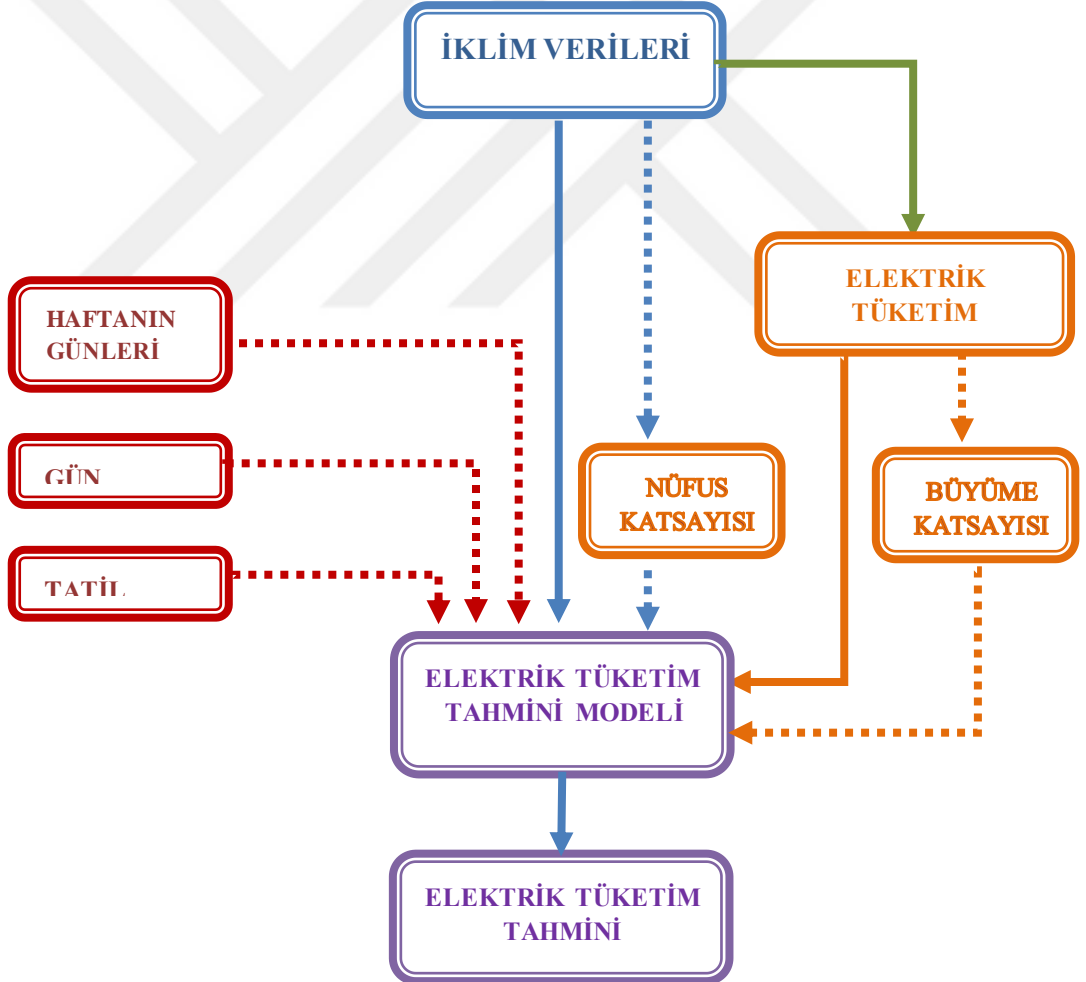 İKLİM VERİLERİ
ELEKTRİK
TÜKETİM
HAFTANIN
GÜNLERİ
GÜN
NÜFUS
KATSAYISI
BÜYÜME
KATSAYISI
TATİL
ELEKTRİK TÜKETİM
TAHMİNİ MODELİ
ELEKTRİK TÜKETİM
TAHMİNİ